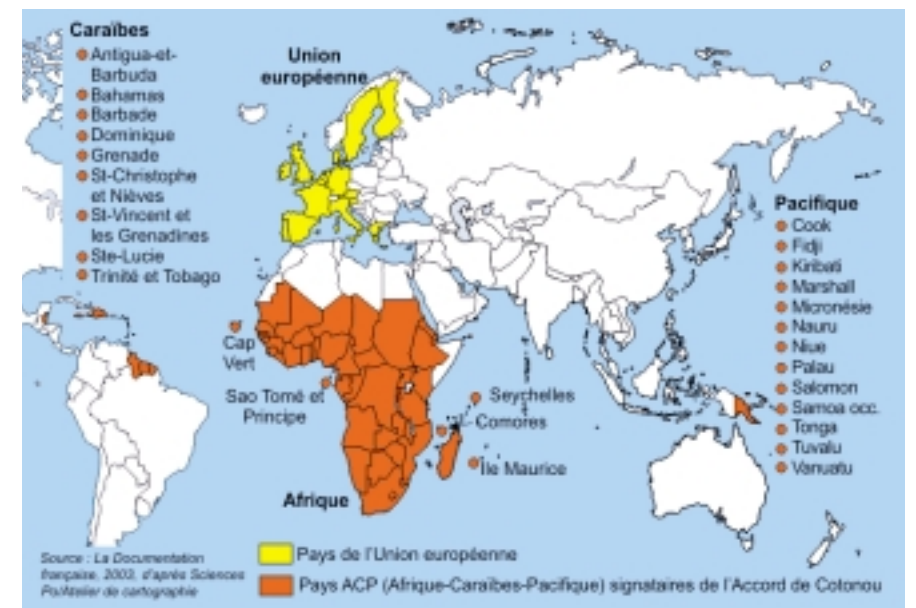 Caraïbes
Antigua-et-
Barbuda
Bahamas
Barbade
Dominique
Grenade
St-Christophe
et Nièves
St-Vincent et
les Grenadines
Ste-Lucie
Trinité et Tobago
Union
européenne
Pacifique
Cook
Fidji
Kiribati
Marshall
Micronésie
Nauru
Niue
Palau
Salomon
Samoa occ.
Tonga
Tuvalu
Vanuatu
Cap
Vert
Sao Tomé et
Principe
Seychelles
Comores
Île Maurice
Afrique
Pays de l'Union européenne
Pays ACP (Afrique-Caraïbes-Pacifique) signataires de l'Accord de Cotonou
Source : La Documentation
française, 2003, d'après Sciences
Po/Atelier de cartographie